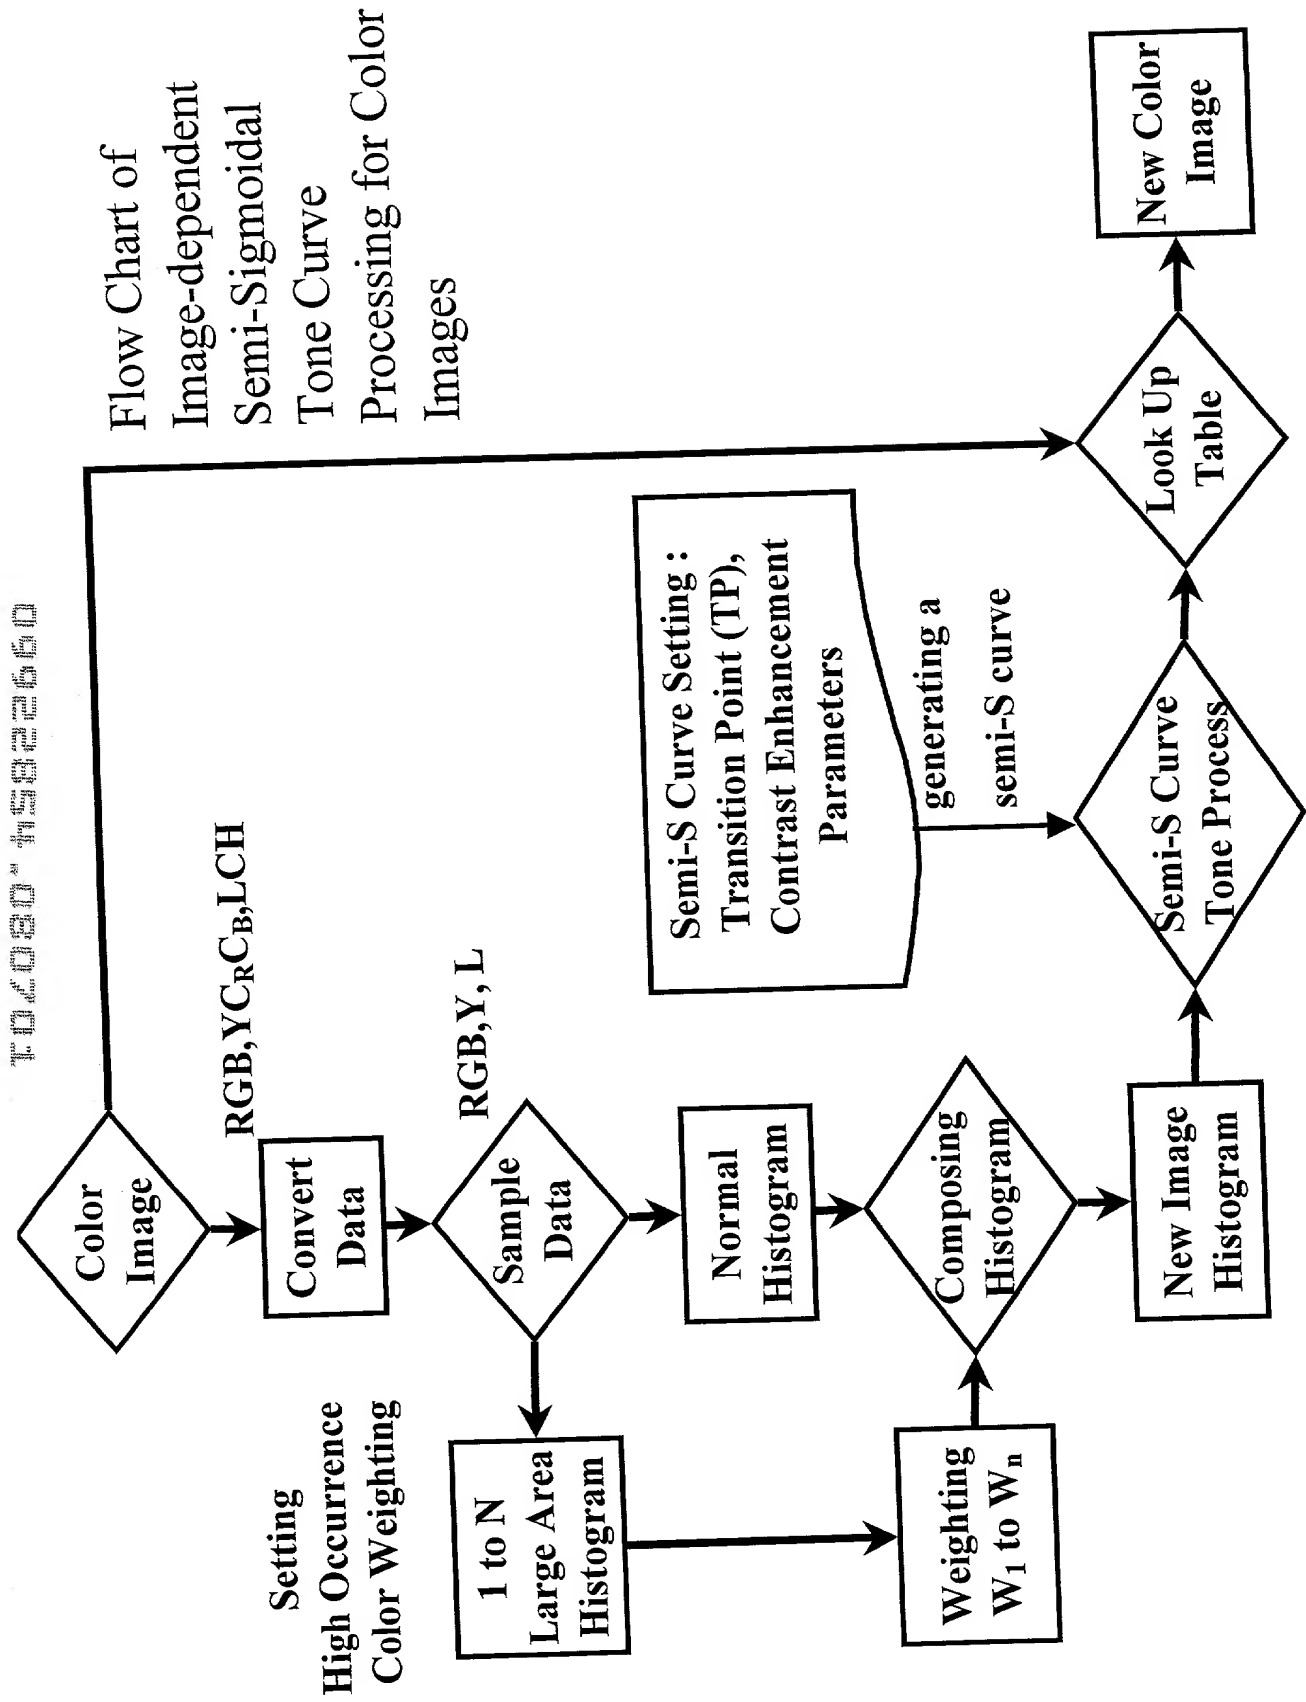 Flow Chart of
Image-dependent
Semi-Sigmoidal
Tone Curve
Processing for Color
Images
Color
Image
RGB,YCRCB,LCH
Convert
Data
RGB,Y, L
Sample
Data
Setting
High Occurrence
Color Weighting
1 to N
Large Area
Histogram
Normal
Histogram
Weighting
W1 to Wn
Composing
Histogram
New Image
Histogram
Semi-S Curve Setting :
Transition Point (TP),
Contrast Enhancement
Parameters
generating a
semi-S curve
Semi-S Curve
Tone Process
Look Up
Table
New Color
Image